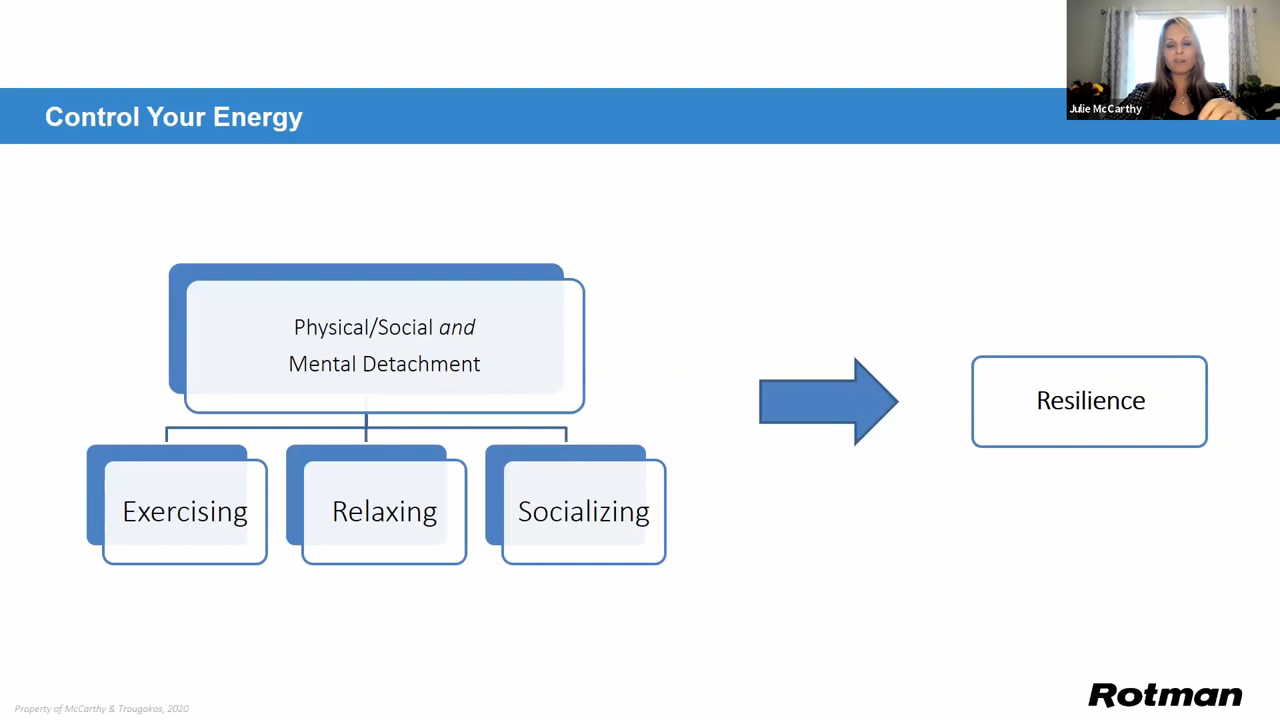 Julie McCarthy
Control Your Energy
Physical/Social and
Mental Detachment
Exercising
Relaxing
Socializing
Resilience
Property of McCarthy & Trougakos, 2020
Rotman